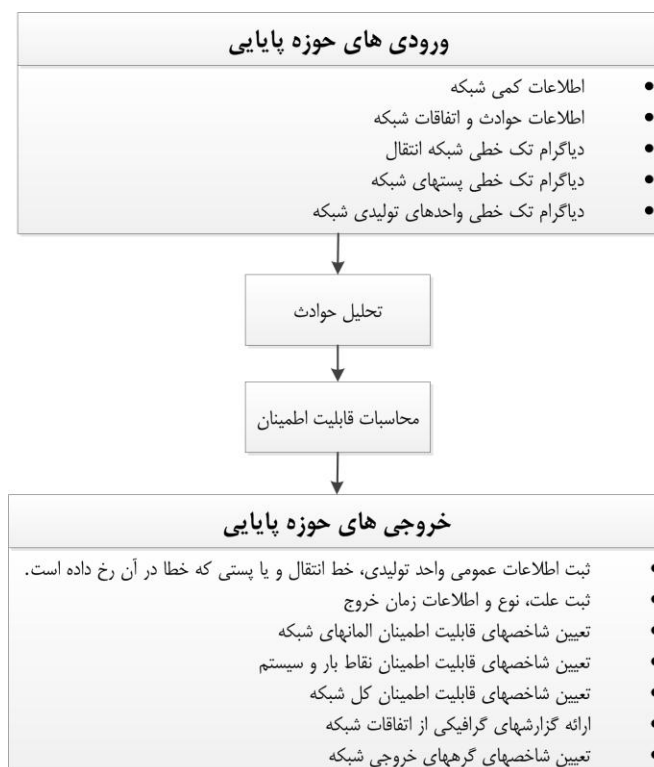 ورودی های حوزه پایایی
• اطلاعات کمی شبکه
• اطلاعات حوادث و اتفاقات شبکه
• دیاگرام تک خطی شبکه انتقال
• دیاگرام تک خطی پستهای شبکه
• دیاگرام تک خطی واحدهای تولیدی شبکه
تحلیل حوادث
محاسبات قابلیت اطمینان
خروجی های حوزه پایایی
• ثبت اطلاعات عمومی واحد تولیدی، خط انتقال و یا پستی که خطا در آن رخ داده است.
• ثبت علت، نوع و اطلاعات زمان خروج
• تعیین شاخصهای قابلیت اطمینان المانهای شبکه
• تعیین شاخصهای قابلیت اطمینان نقاط بار و سیستم
• تعیین شاخصهای قابلیت اطمینان کل شبکه
• ارائه گزارشهای گرافیکی از اتفاقات شبکه
• تعیین شاخصهای گرههای خروجی شبکه